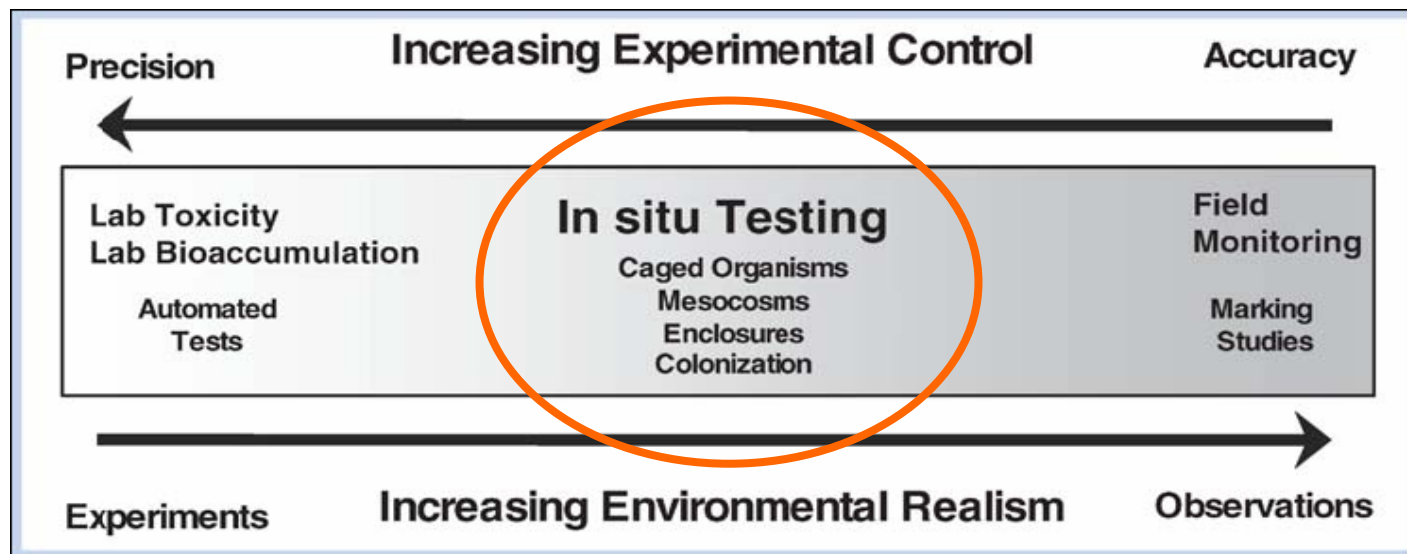 Precision
Increasing Experimental Control
Accuracy
Lab Toxicity
Lab Bioaccumulation
Automated
Tests
In situ Testing
Caged Organisms
Mesocosms
Enclosures
Colonization
Field
Monitoring
Marking
Studies
Experiments
Increasing Environmental Realism
Observations